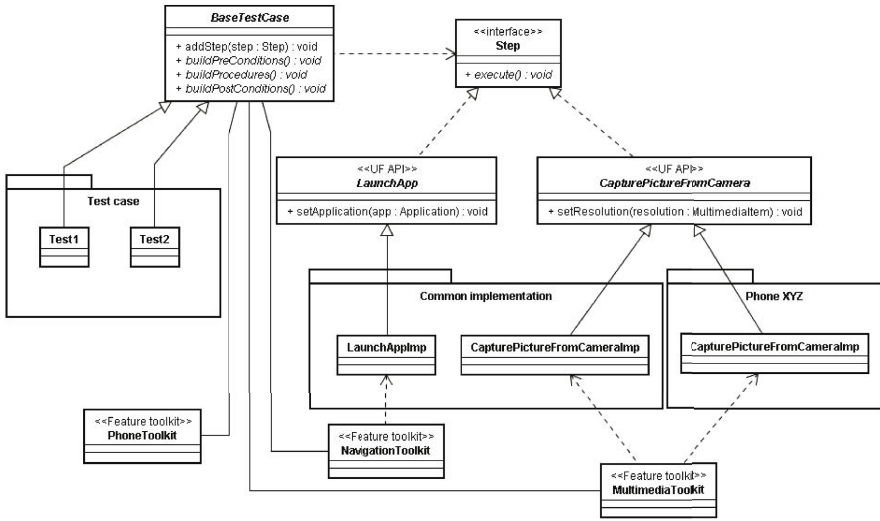 BaseTestCase
+ addStep(step : Step) : void
+ buildPreConditions() : void
+ buildProcedures() : void
+ buildPostConditions() : void
<<interface>>
Step
+ execute() : void
<<UF API>>
LaunchApp
+ setApplication(app : Application) : void
<<UF API>>
CapturePictureFromCamera
+ setResolution(resolution : MultimediaItem) : void
Test case
Test1
Test2
Common implementation
LaunchAppImp
CapturePictureFromCameraImp
Phone XYZ
CapturePictureFromCameraImp
<<Feature toolkit>>
PhoneToolkit
<<Feature toolkit>>
NavigationToolkit
<<Feature toolkit>>
MultimediaToolkit